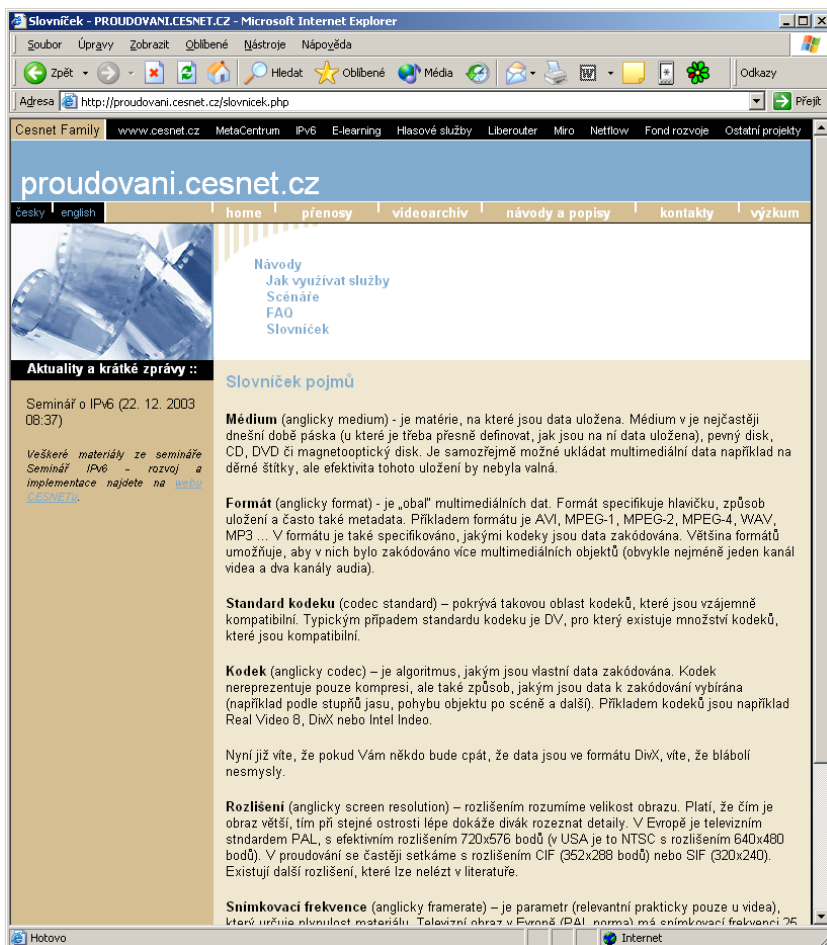 Slovníček - PROUDOVANI.CESNET.CZ - Microsoft Internet Explorer
Soubor Úpravy Zobrazit Oblíbené Nástroje Nápověda
Zpět Hledat Oblíbené Média Odkazy
Adresa http://proudovani.cesnet.cz/slovnicek.php Přejít
Cesnet Family www.cesnet.cz MetaCentrum IPv6 E-learning Hlasové služby Liberouter Miro Netflow Fond rozvoje Ostatní projekty
proudovani.cesnet.cz
česky english home přenosy videoarchiv návody a popisy kontakty výzkum
Návody
Jak využívat služby
Scénáře
FAQ
Slovníček
Aktuality a krátké zprávy ::
Seminář o IPv6 (22. 12. 2003
08:37)
Veškeré materiály ze semináře
Seminář IPv6 - rozvoj a
implementace najdete na webu
CESNETu.
Slovníček pojmů
Médium (anglicky medium) - je matérie, na které jsou data uložena. Médium v je nejčastěji
dnešní době páska (u které je třeba přesně definovat, jak jsou na ní data uložena), pevný disk,
CD, DVD či magnetooptický disk. Je samozřejmě možné ukládat multimediální data například na
děrné štítky, ale efektivita tohoto uložení by nebyla valná.
Formát (anglicky format) - je „obal" multimediálních dat. Formát specifikuje hlavičku, způsob
uložení a často také metadata. Příkladem formátu je AVI, MPEG-1, MPEG-2, MPEG-4, WAV,
MP3 ... V formátu je také specifikováno, jakými kodeky jsou data zakódována. Většina formátů
umožňuje, aby v nich bylo zakódováno více multimediálních objektů (obvykle nejméně jeden kanál
videa a dva kanály audia).
Standard kodeku (codec standard) – pokrývá takovou oblast kodeků, které jsou vzájemně
kompatibilní. Typickým případem standardu kodeku je DV, pro který existuje množství kodeků,
které jsou kompatibilní.
Kodek (anglicky codec) – je algoritmus, jakým jsou vlastní data zakódována. Kodek
nereprezentuje pouze kompresi, ale také způsob, jakým jsou data k zakódování vybírána
(například podle stupňů jasu, pohybu objektu po scéně a další). Příkladem kodeků jsou například
Real Video 8, DivX nebo Intel Indeo.
Nyní již víte, že pokud Vám někdo bude cpát, že data jsou ve formátu DivX, víte, že blábolí
nesmysly.
Rozlišení (anglicky screen resolution) – rozlišením rozumíme velikost obrazu. Platí, že čím je
obraz větší, tím při stejné ostrosti lépe dokáže divák rozeznat detaily. V Evropě je televizním
stndardem PAL, s efektivním rozlišením 720x576 bodů (v USA je to NTSC s rozlišením 640x480
bodů). V proudování se častěji setkáme s rozlišením CIF (352x288 bodů) nebo SIF (320x240).
Existují další rozlišení, které lze nelézt v literatuře.
Snímkovací frekvence (anglicky framerate) – je parametr (relevantní prakticky pouze u videa),
který určuje plynulost materiálu. Televizní obraz v Evropě (PAL norma) má snímkovací frekvenci 25
Hotovo Internet